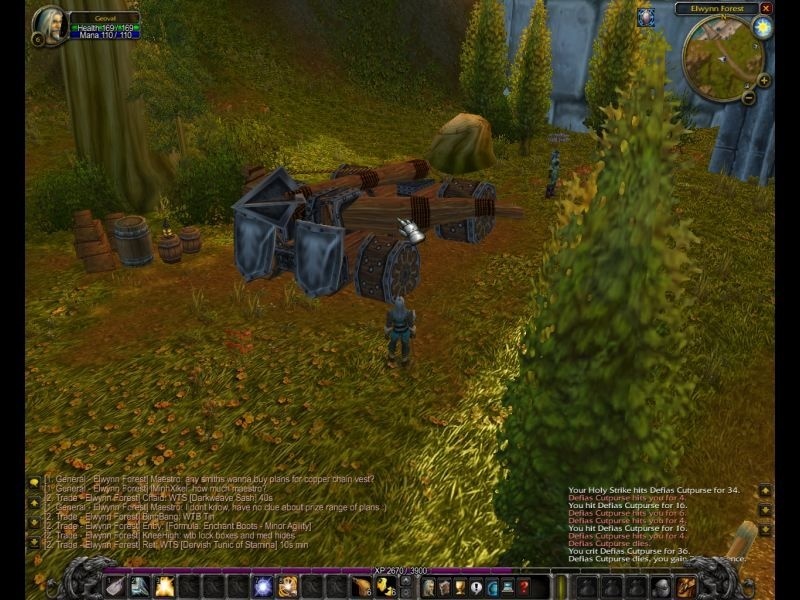 Geoval
Health 169 / 169
Mana 110 / 110
6
Elwynn Forest
N
[1. General - Elwynn Forest] Maestro: any smiths wanna buy plans for copper chain vest?
[1. General - Elwynn Forest] MinhXikel: how much maestro?
[2. Trade - Elwynn Forest] Chaid: WTS [Darkweave Sash] 40s
[1. General - Elwynn Forest] Maestro: I dont know, have no clue about prize range of plans :)
[2. Trade - Elwynn Forest] BingBang: WTB Tin
[2. Trade - Elwynn Forest] [Formula: Enchant Boots - Minor Agility]
[2. Trade - Elwynn Forest] KneeHigh: wtb lock boxes and med hides
[2. Trade - Elwynn Forest] Ret: WTS [Dervish Tunic of Stamina] 10s min
Your Holy Strike hits Defias Cutpurse for 34.
Defias Cutpurse hits you for 4.
You hit Defias Cutpurse for 16.
Defias Cutpurse hits you for 6.
Defias Cutpurse hits you for 4.
You hit Defias Cutpurse for 16.
Defias Cutpurse hits you for 4.
Defias Cutpurse dies.
You crit Defias Cutpurse for 36.
Defias Cutpurse dies, you gain
XP 2670 / 3900
6
6